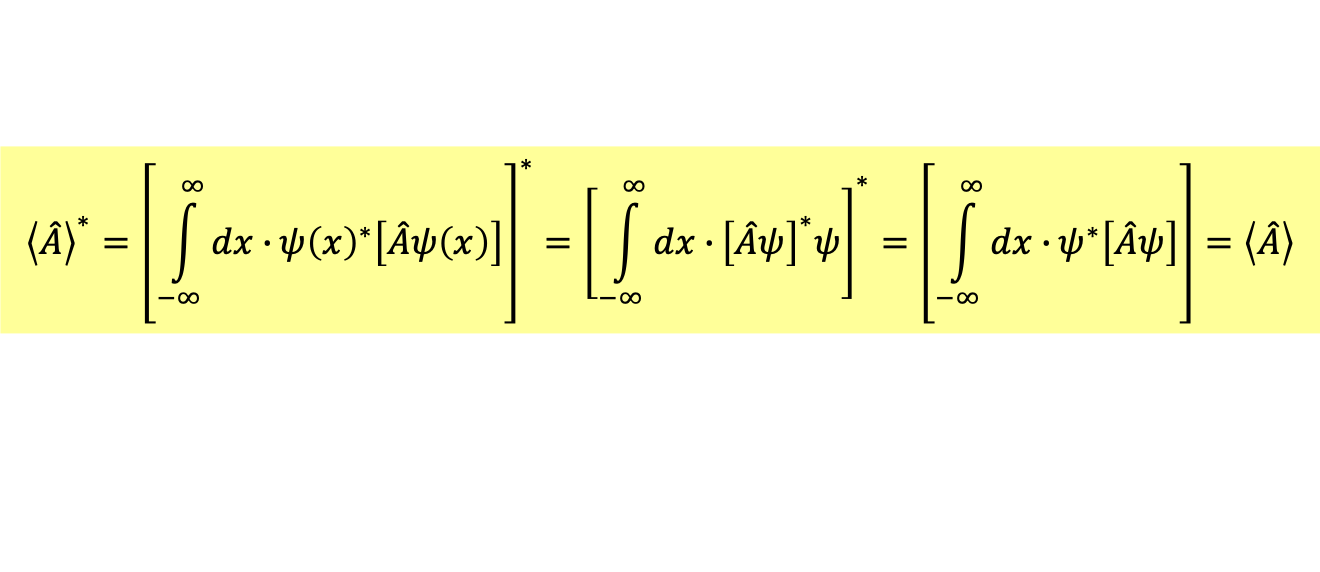 ⟨Â⟩* = [∫_{−∞}^{∞} dx · ψ(x)*[Âψ(x)]]* = [∫_{−∞}^{∞} dx · [Âψ]*ψ]* = [∫_{−∞}^{∞} dx · ψ*[Âψ]] = ⟨Â⟩